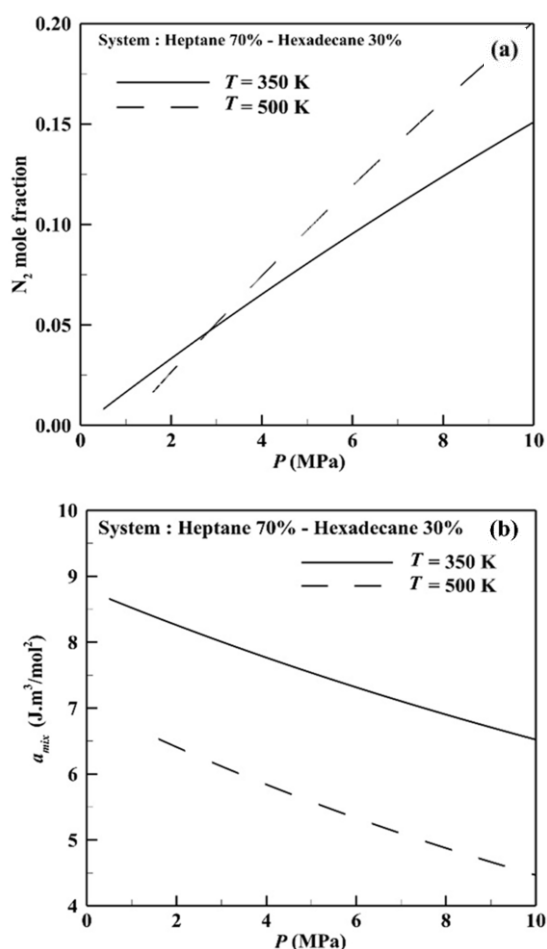 System : Heptane 70% - Hexadecane 30%
(a)
T = 350 K
T = 500 K
0.20
0.15
0.10
0.05
0.00
N2 mole fraction
0 2 4 6 8 10
P (MPa)
System : Heptane 70% - Hexadecane 30%
(b)
T = 350 K
T = 500 K
10
9
8
7
6
5
4
amix (J.m³/mol²)
0 2 4 6 8 10
P (MPa)